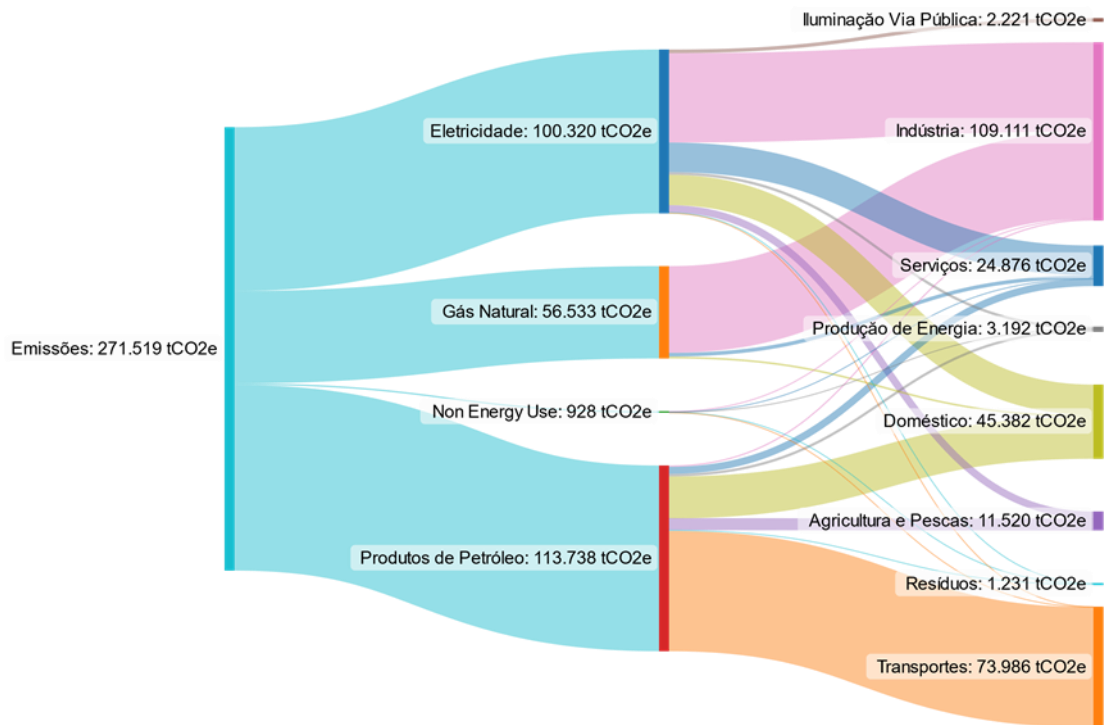 Iluminação Via Pública: 2.221 tCO2e
Eletricidade: 100.320 tCO2e
Indústria: 109.111 tCO2e
Serviços: 24.876 tCO2e
Gás Natural: 56.533 tCO2e
Produção de Energia: 3.192 tCO2e
Emissões: 271.519 tCO2e
Non Energy Use: 928 tCO2e
Doméstico: 45.382 tCO2e
Agricultura e Pescas: 11.520 tCO2e
Produtos de Petróleo: 113.738 tCO2e
Resíduos: 1.231 tCO2e
Transportes: 73.986 tCO2e